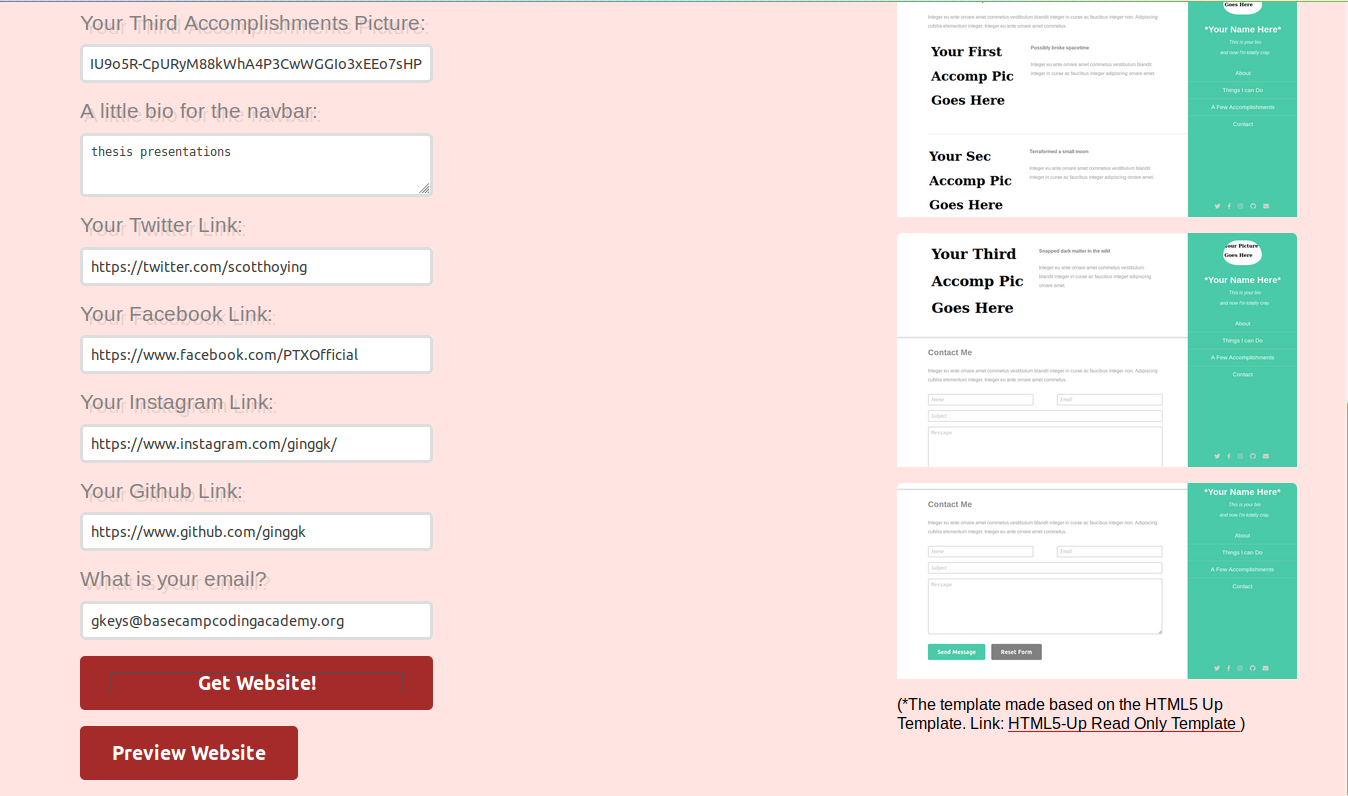 Your Third Accomplishments Picture:
IU9o5R-CpURyM88kWhA4P3CwWGGIo3xEEo7sHP
A little bio for the navbar:
thesis presentations
Your Twitter Link:
https://twitter.com/scotthoying
Your Facebook Link:
https://www.facebook.com/PTXOfficial
Your Instagram Link:
https://www.instagram.com/ginggk/
Your Github Link:
https://www.github.com/ginggk
What is your email?
gkeys@basecampcodingacademy.org
Get Website!
Preview Website
Integer eu ante ornare amet commetus vestibulum blandit integer in curae ac faucibus integer non. Adipiscing
cubilia elementum integer. Integer eu ante ornare amet commetus.
Your First
Accomp Pic
Goes Here
Possibly broke spacetime
Integer eu ante ornare amet commetus vestibulum blandit
integer in curae ac faucibus integer adipiscing ornare amet.
Your Sec
Accomp Pic
Goes Here
Terraformed a small moon
Integer eu ante ornare amet commetus vestibulum blandit
integer in curae ac faucibus integer adipiscing ornare amet.
Goes Here
*Your Name Here*
This is your bio
and now I'm totally cray.
About
Things I can Do
A Few Accomplishments
Contact
Your Third
Accomp Pic
Goes Here
Snapped dark matter in the wild
Integer eu ante ornare amet commetus vestibulum
blandit integer in curae ac faucibus integer adipiscing
ornare amet.
Contact Me
Integer eu ante ornare amet commetus vestibulum blandit integer in curae ac faucibus integer non. Adipiscing
cubilia elementum integer. Integer eu ante ornare amet commetus.
Name
Email
Subject
Message
Your Picture
Goes Here
*Your Name Here*
This is your bio
and now I'm totally cray.
About
Things I can Do
A Few Accomplishments
Contact
Contact Me
Integer eu ante ornare amet commetus vestibulum blandit integer in curae ac faucibus integer non. Adipiscing
cubilia elementum integer. Integer eu ante ornare amet commetus.
Name
Email
Subject
Message
Send Message
Reset Form
*Your Name Here*
This is your bio
and now I'm totally cray.
About
Things I can Do
A Few Accomplishments
Contact
(*The template made based on the HTML5 Up
Template. Link: HTML5-Up Read Only Template )